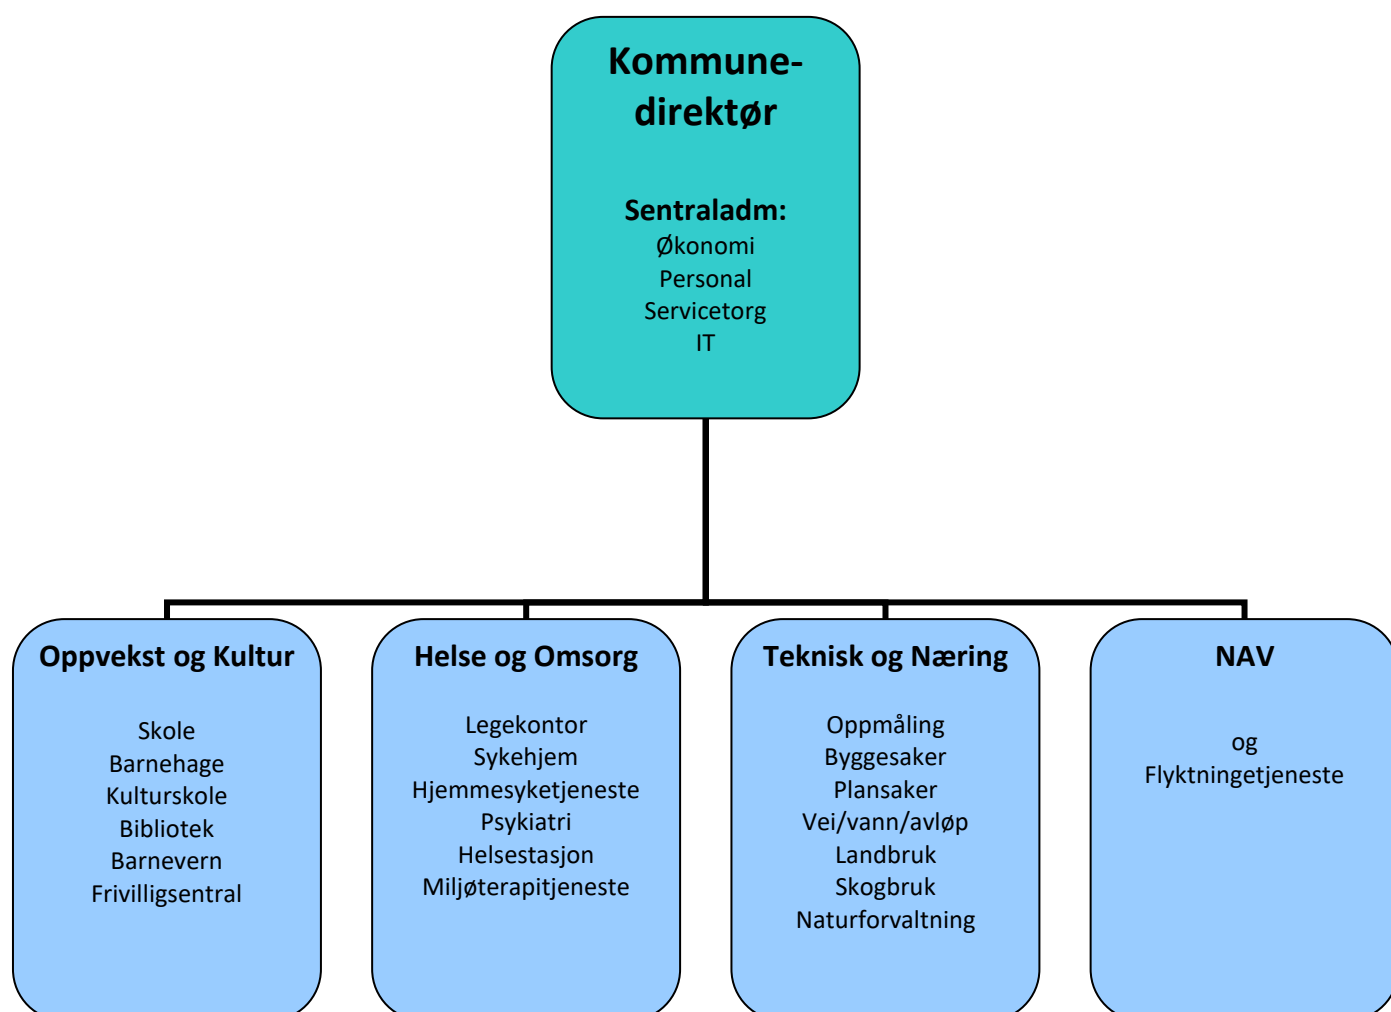 Kommune-
direktør
Sentraladm:
Økonomi
Personal
Servicetorg
IT
Oppvekst og Kultur
Skole
Barnehage
Kulturskole
Bibliotek
Barnevern
Frivilligsentral
Helse og Omsorg
Legekontor
Sykehjem
Hjemmesyketjeneste
Psykiatri
Helsestasjon
Miljøterapitjeneste
Teknisk og Næring
Oppmåling
Byggesaker
Plansaker
Vei/vann/avløp
Landbruk
Skogbruk
Naturforvaltning
NAV
og
Flyktningetjeneste